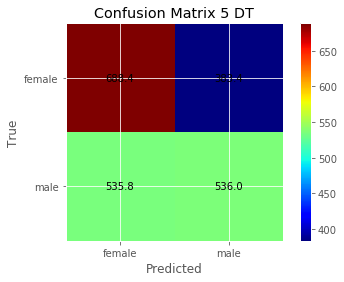 Confusion Matrix 5 DT
650
600
550
500
450
400
female
male
535.8
536.0
female
male
True
Predicted